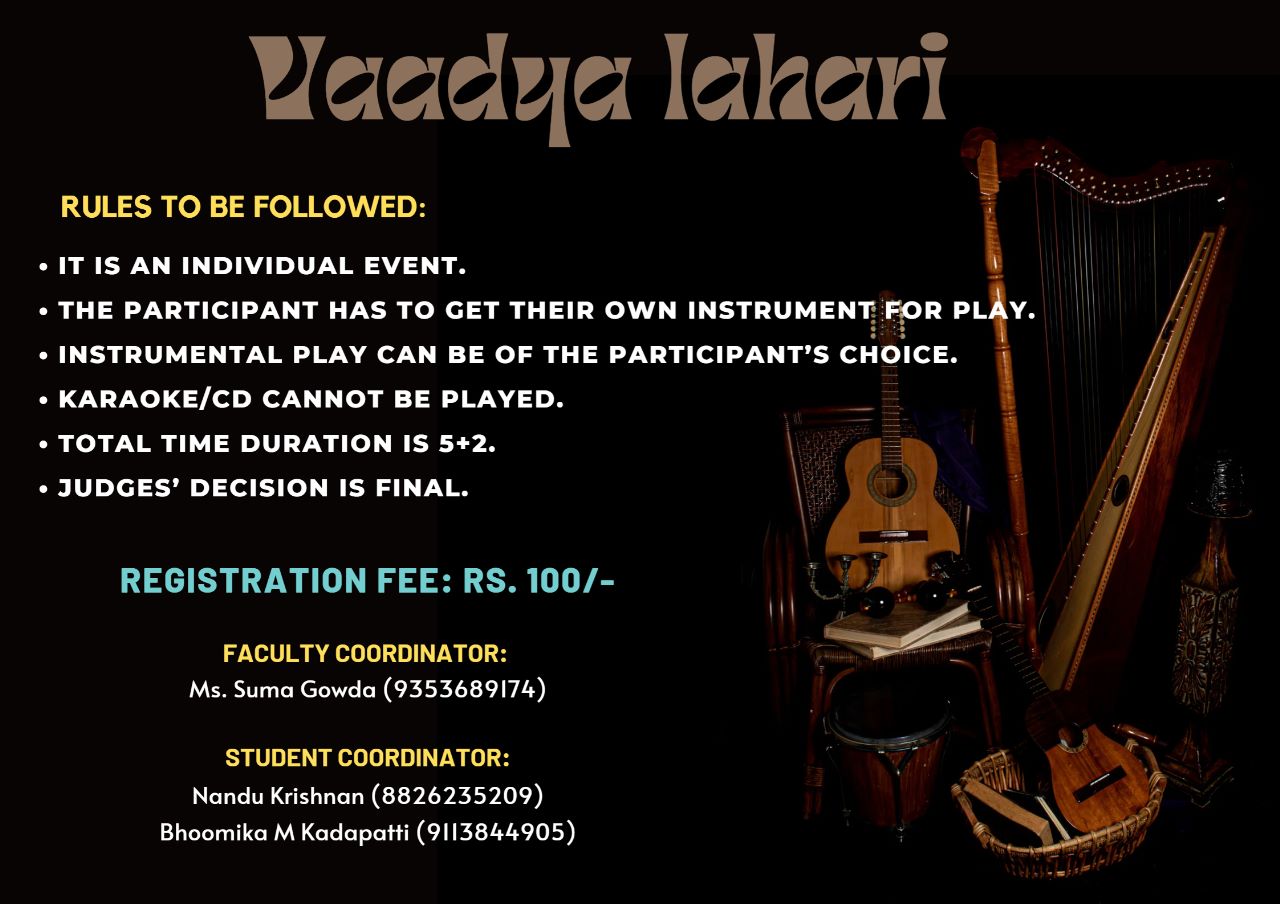 Vaadya lahari
RULES TO BE FOLLOWED:
• IT IS AN INDIVIDUAL EVENT.
• THE PARTICIPANT HAS TO GET THEIR OWN INSTRUMENT FOR PLAY.
• INSTRUMENTAL PLAY CAN BE OF THE PARTICIPANT’S CHOICE.
• KARAOKE/CD CANNOT BE PLAYED.
• TOTAL TIME DURATION IS 5+2.
• JUDGES’ DECISION IS FINAL.
REGISTRATION FEE: RS. 100/-
FACULTY COORDINATOR:
Ms. Suma Gowda (9353689174)
STUDENT COORDINATOR:
Nandu Krishnan (8826235209)
Bhoomika M Kadapatti (9113844905)